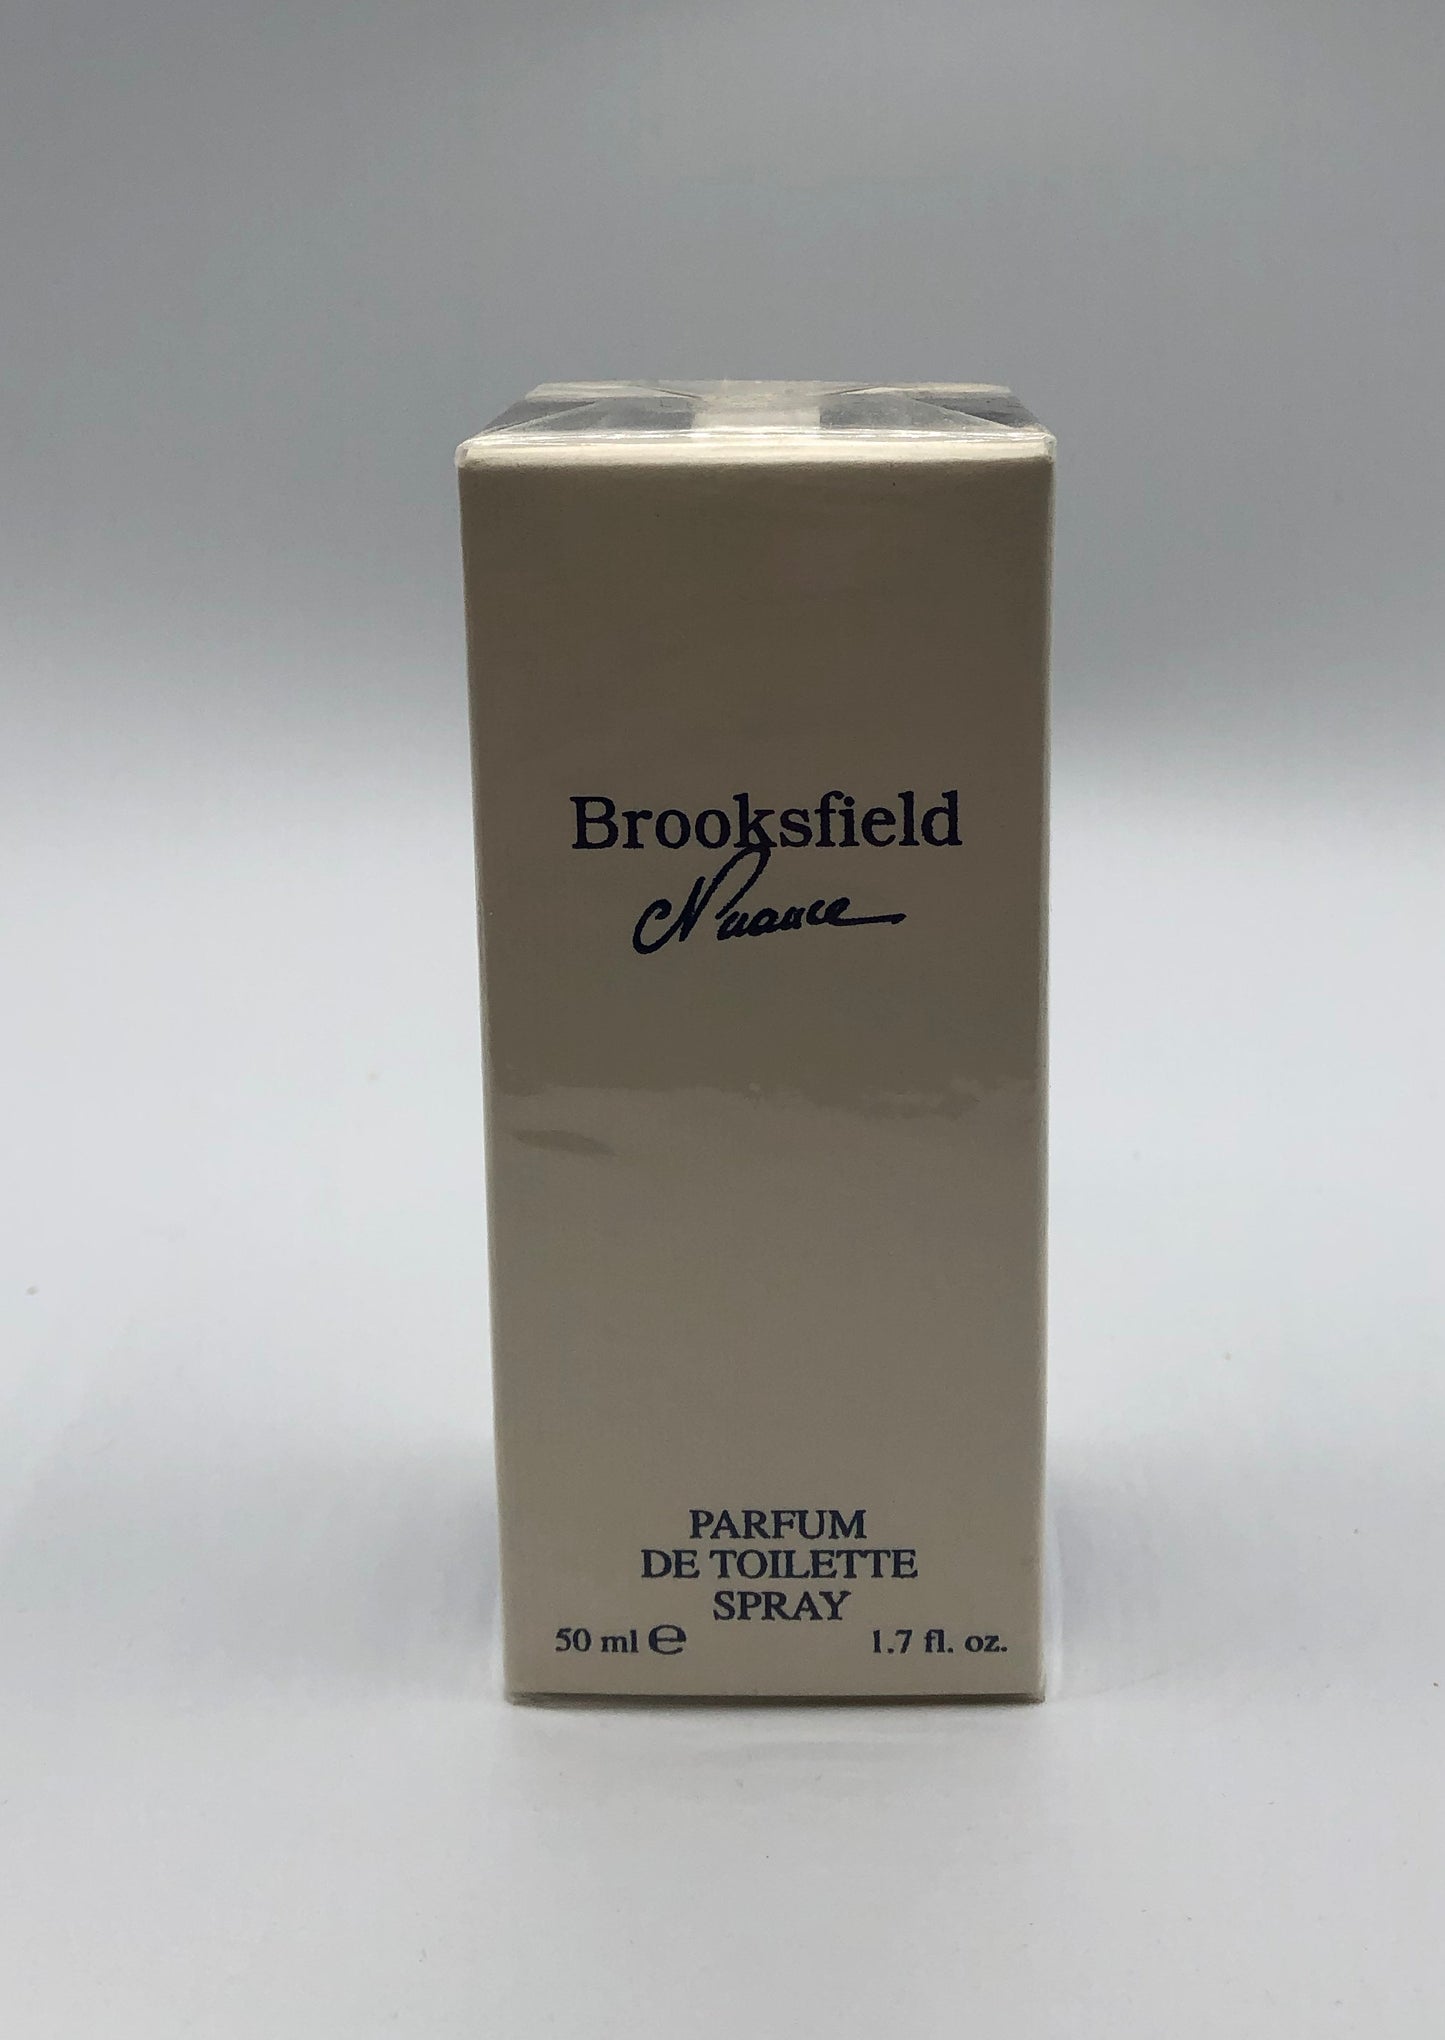 Brooksfield
Nuance
PARFUM
DE TOILETTE
SPRAY
50 ml ℮ 1.7 fl. oz.